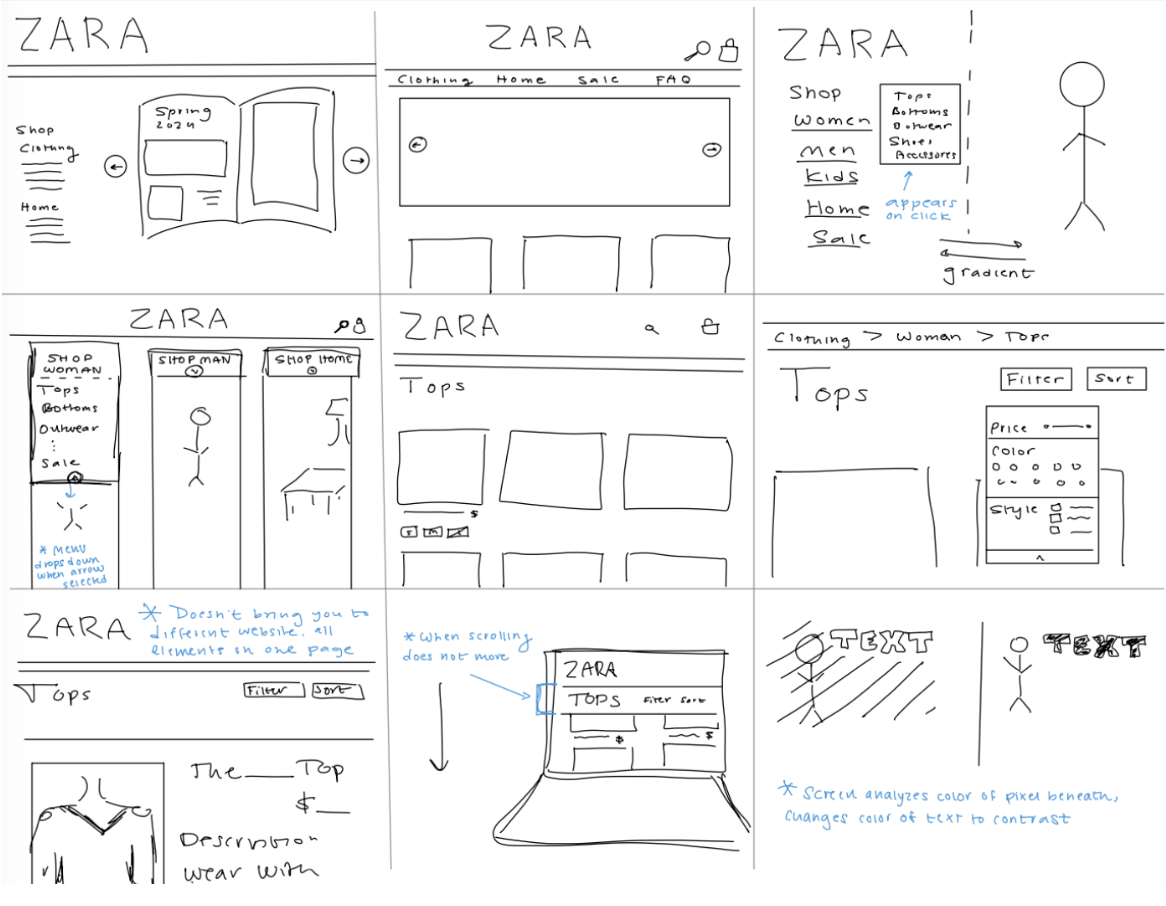 ZARA
Spring
2024
Shop
Clothing
Home
ZARA
Clothing Home Sale FAQ
ZARA
Shop
Women
Men
Kids
Home
Sale
Tops
Bottoms
Outwear
Shoes
Accessores
appears
on click
gradient
ZARA
SHOP
WOMAN
Tops
Bottoms
Outwear
Sale
* Menu
drops down
when arrow
selected
SHOP MAN
SHOP HOME
ZARA
Tops
$
S M
Clothing > Woman > Tops
Tops
Filter Sort
Price
Color
Style
ZARA
* Doesn't bring you to
different website. all
elements on one page
Tops
Filter Sort
The ___ Top
$__
Description
wear with
* When scrolling
does not move
ZARA
TOPS Filter Sort
$ $
TEXT
TEXT
* Screen analyzes color of pixel beneath,
changes color of text to contrast